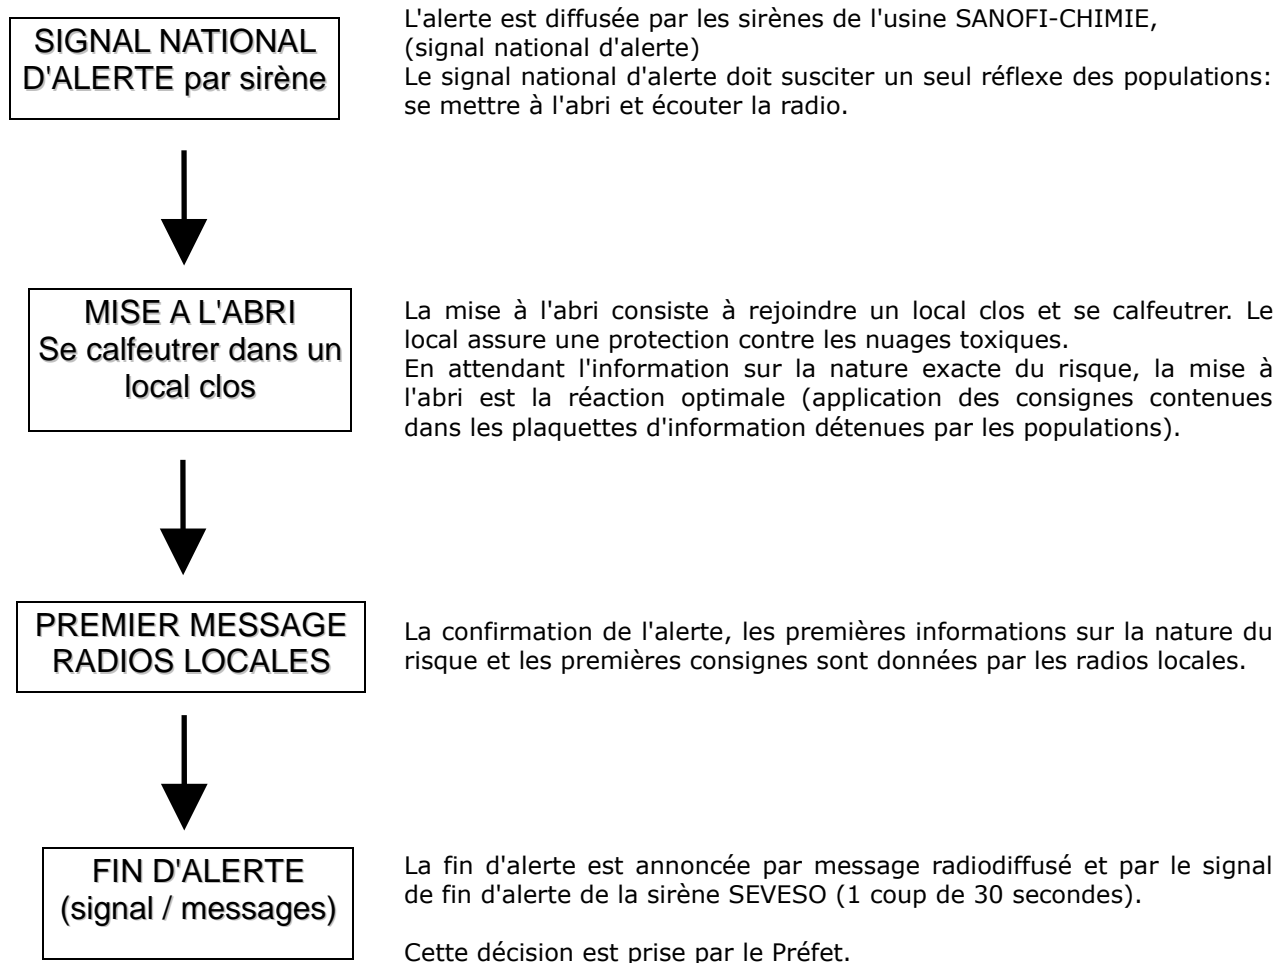 SIGNAL NATIONAL
D'ALERTE par sirène
L'alerte est diffusée par les sirènes de l'usine SANOFI-CHIMIE,
(signal national d'alerte)
Le signal national d'alerte doit susciter un seul réflexe des populations:
se mettre à l'abri et écouter la radio.
MISE A L'ABRI
Se calfeutrer dans un
local clos
La mise à l'abri consiste à rejoindre un local clos et se calfeutrer. Le
local assure une protection contre les nuages toxiques.
En attendant l'information sur la nature exacte du risque, la mise à
l'abri est la réaction optimale (application des consignes contenues
dans les plaquettes d'information détenues par les populations).
PREMIER MESSAGE
RADIOS LOCALES
La confirmation de l'alerte, les premières informations sur la nature du
risque et les premières consignes sont données par les radios locales.
FIN D'ALERTE
(signal / messages)
La fin d'alerte est annoncée par message radiodiffusé et par le signal
de fin d'alerte de la sirène SEVESO (1 coup de 30 secondes).
Cette décision est prise par le Préfet.